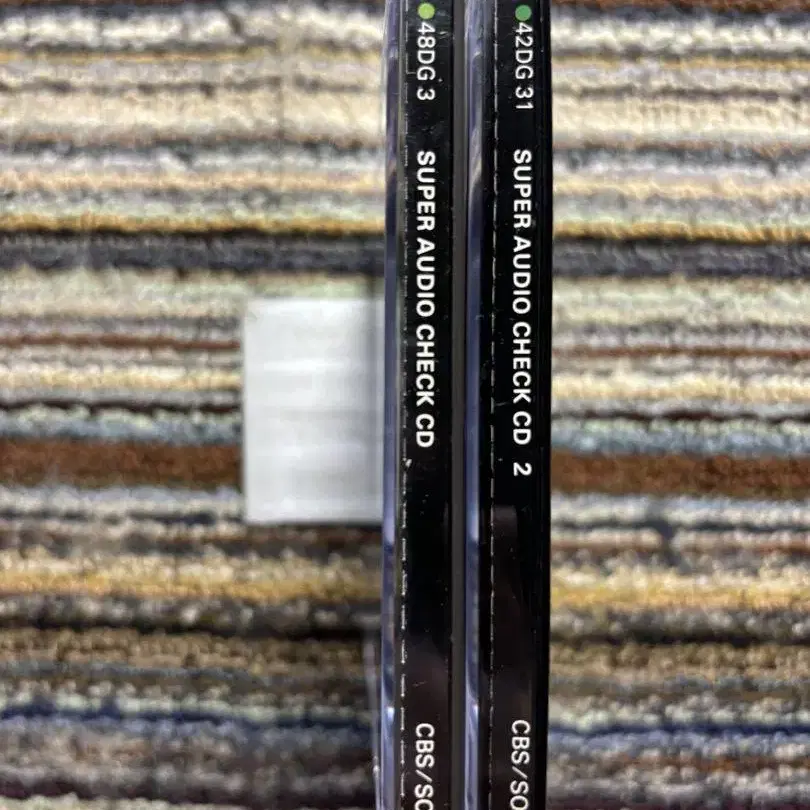 48DG 3 SUPER AUDIO CHECK CD CBS/SO
42DG 31 SUPER AUDIO CHECK CD 2 CBS/SO